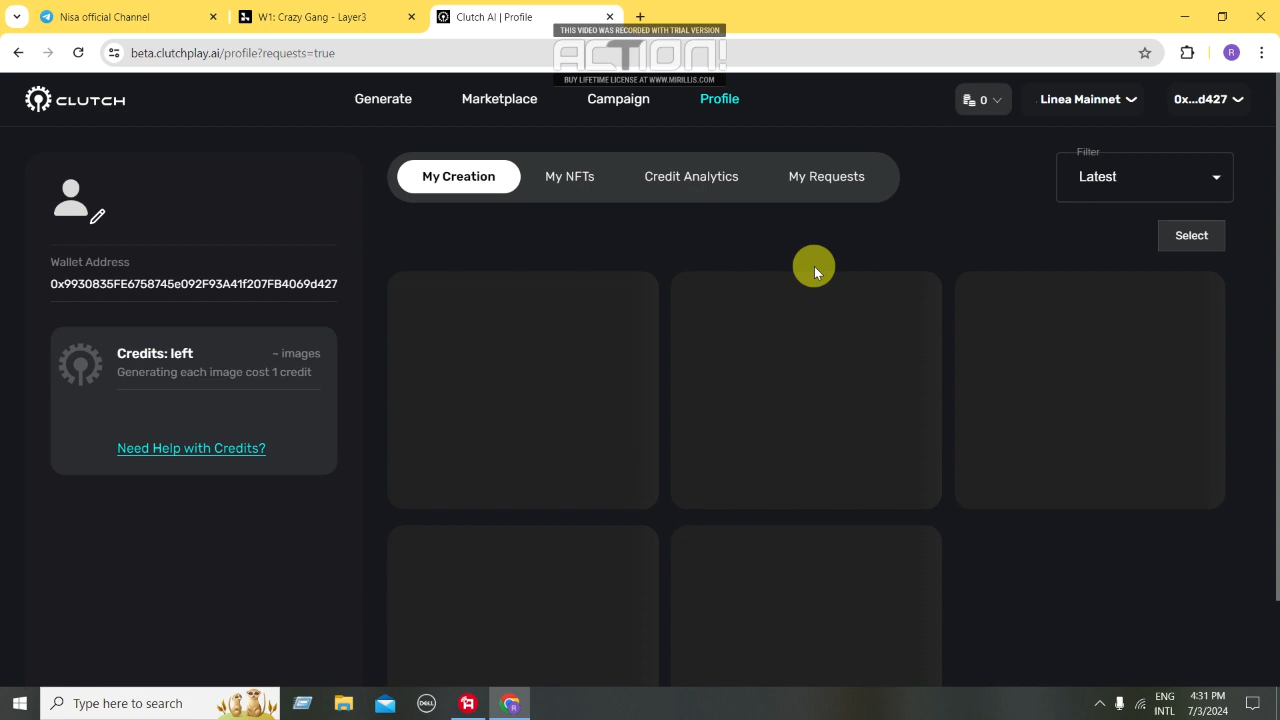 Nisa official Channel
W1: Crazy Gang - Layer3
Clutch AI | Profile
THIS VIDEO WAS RECORDED WITH TRIAL VERSION
ACTION!
BUY LIFETIME LICENSE AT WWW.MIRILLIS.COM
beta.clutchplay.ai/profile?requests=true
R
CLUTCH
Generate
Marketplace
Campaign
Profile
0
Linea Mainnet
0x...d427
My Creation
My NFTs
Credit Analytics
My Requests
Filter
Latest
Select
Wallet Address
0x9930835FE6758745e092F93A41f207FB4069d427
Credits: left
~ images
Generating each image cost 1 credit
Need Help with Credits?
Type here to search
DELL
R
ENG
INTL
4:31 PM
7/3/2024